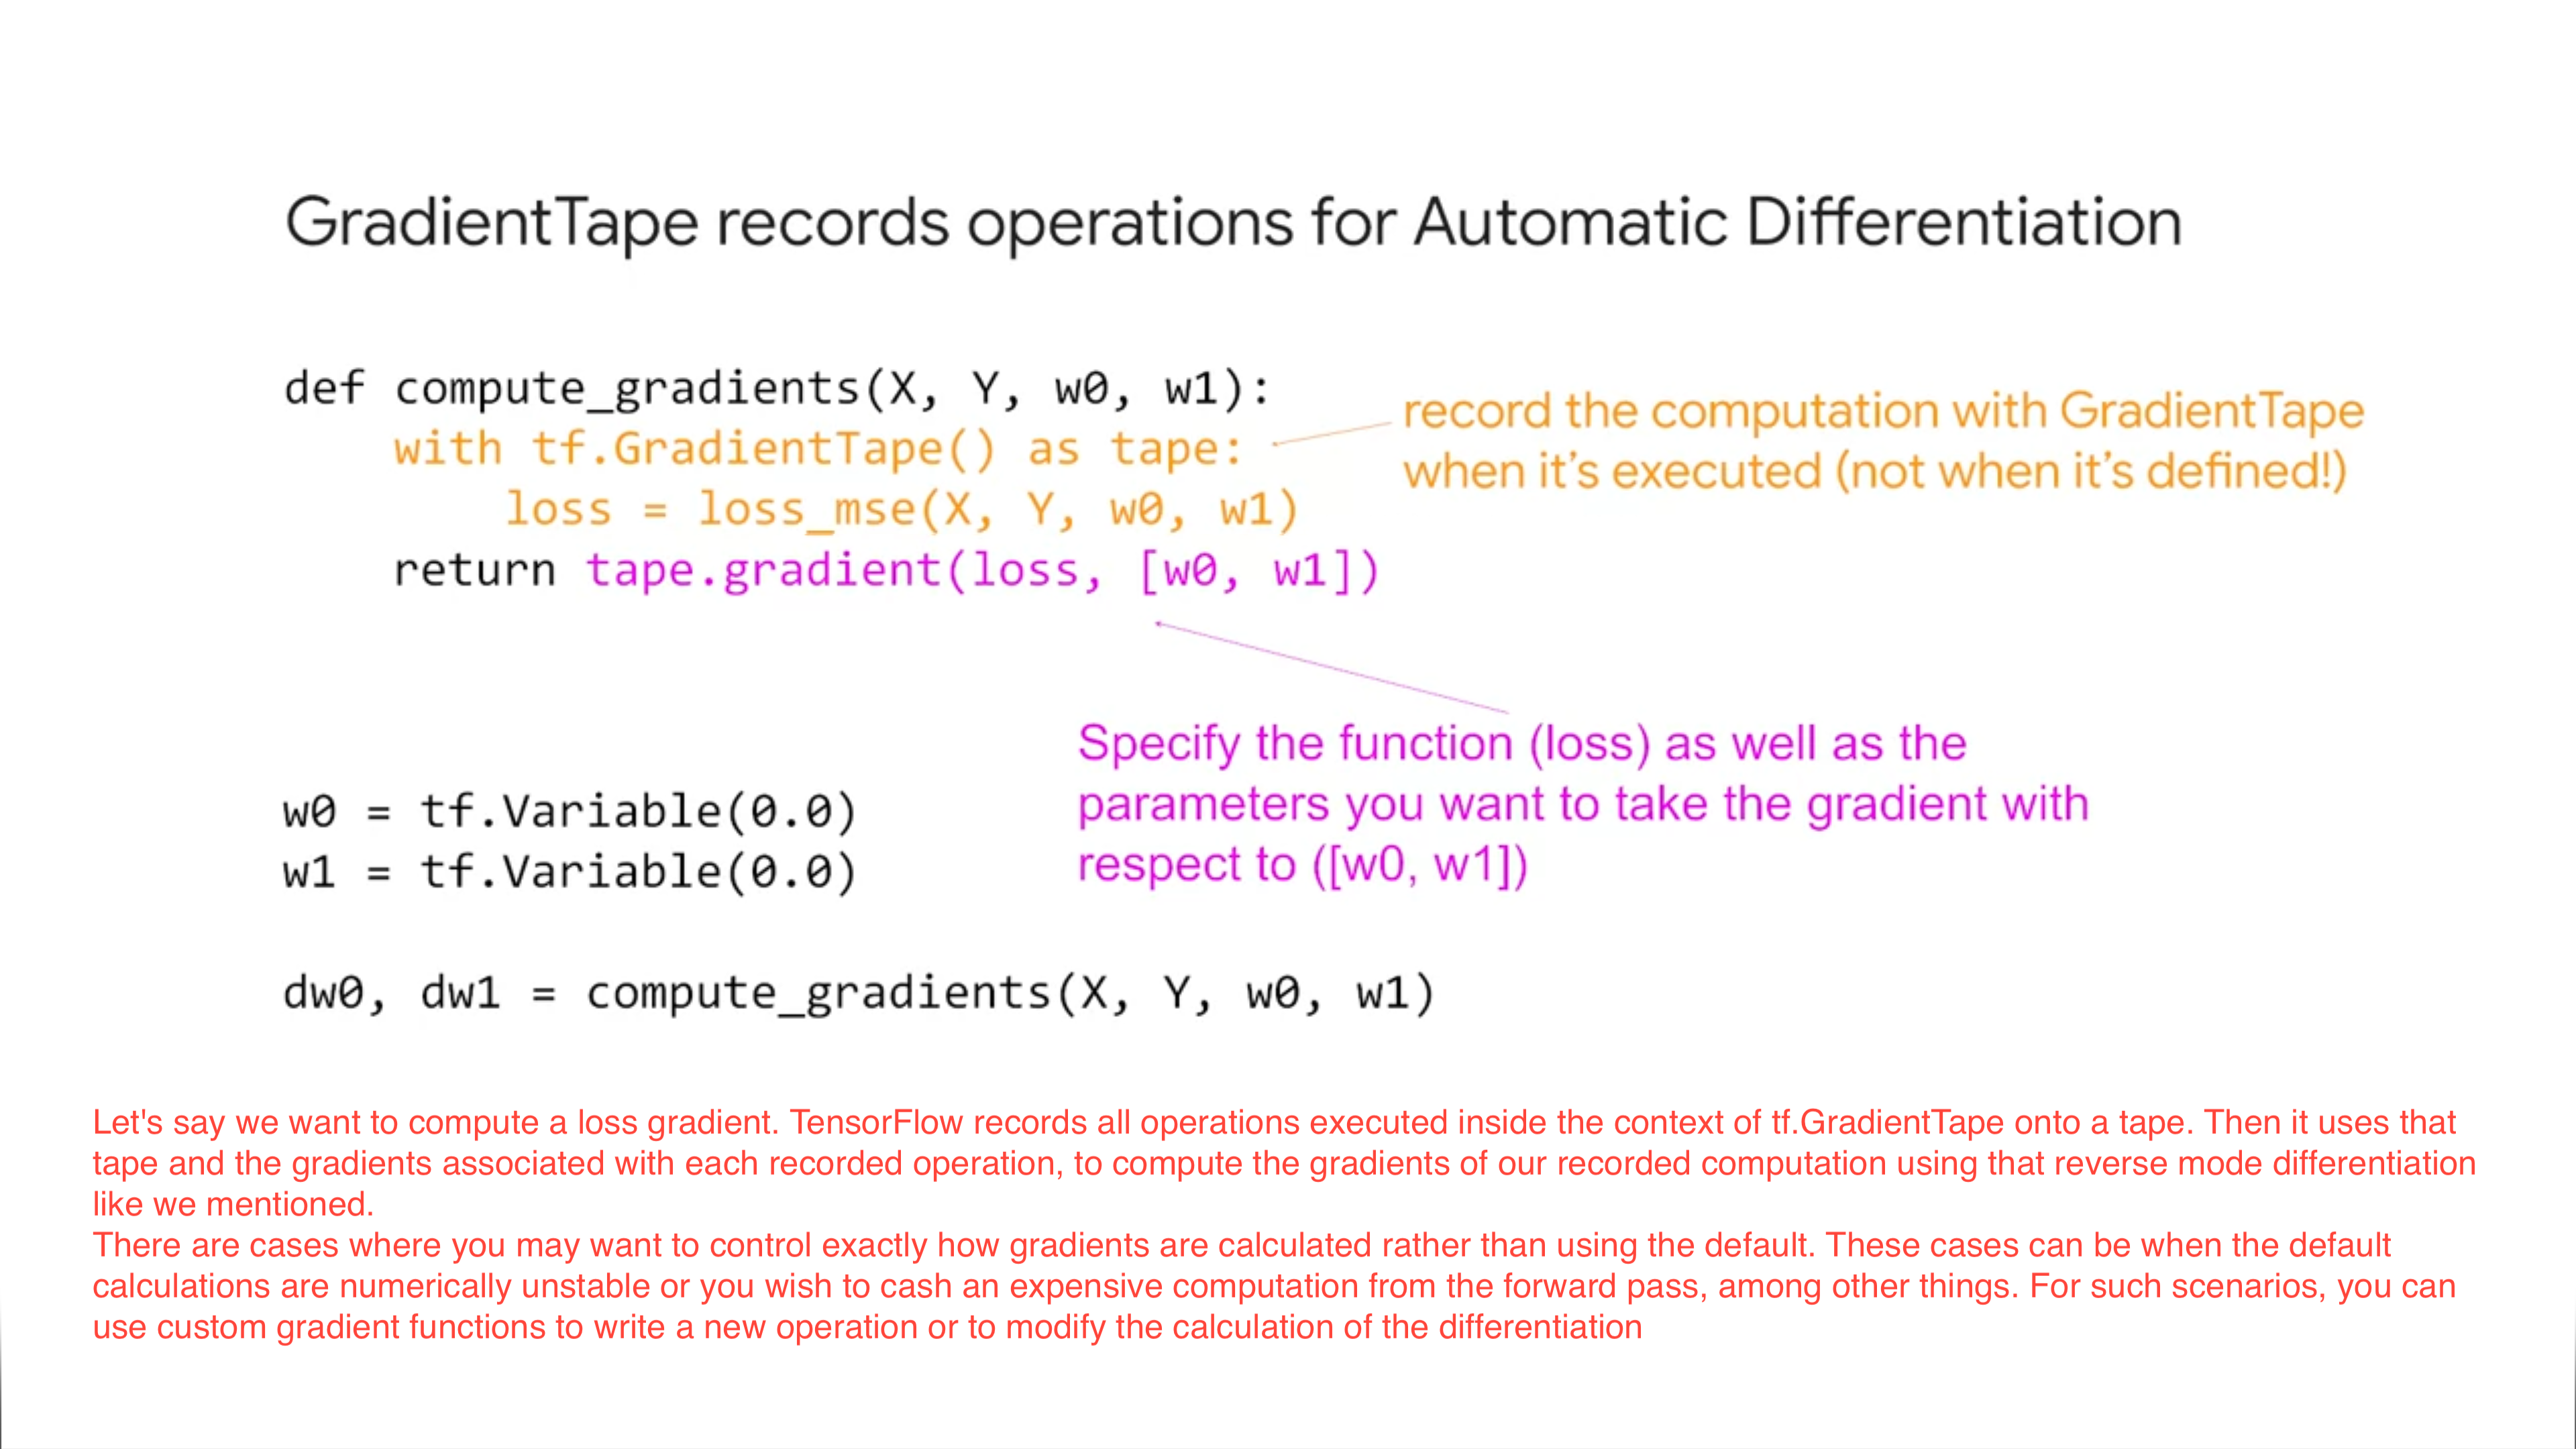 GradientTape records operations for Automatic Differentiation
def compute_gradients(X, Y, w0, w1):
with tf.GradientTape() as tape:
loss = loss_mse(X, Y, w0, w1)
return tape.gradient(loss, [w0, w1])
record the computation with GradientTape
when it’s executed (not when it’s defined!)
Specify the function (loss) as well as the
parameters you want to take the gradient with
respect to ([w0, w1])
w0 = tf.Variable(0.0)
w1 = tf.Variable(0.0)
dw0, dw1 = compute_gradients(X, Y, w0, w1)
Let's say we want to compute a loss gradient. TensorFlow records all operations executed inside the context of tf.GradientTape onto a tape. Then it uses that
tape and the gradients associated with each recorded operation, to compute the gradients of our recorded computation using that reverse mode differentiation
like we mentioned.
There are cases where you may want to control exactly how gradients are calculated rather than using the default. These cases can be when the default
calculations are numerically unstable or you wish to cash an expensive computation from the forward pass, among other things. For such scenarios, you can
use custom gradient functions to write a new operation or to modify the calculation of the differentiation